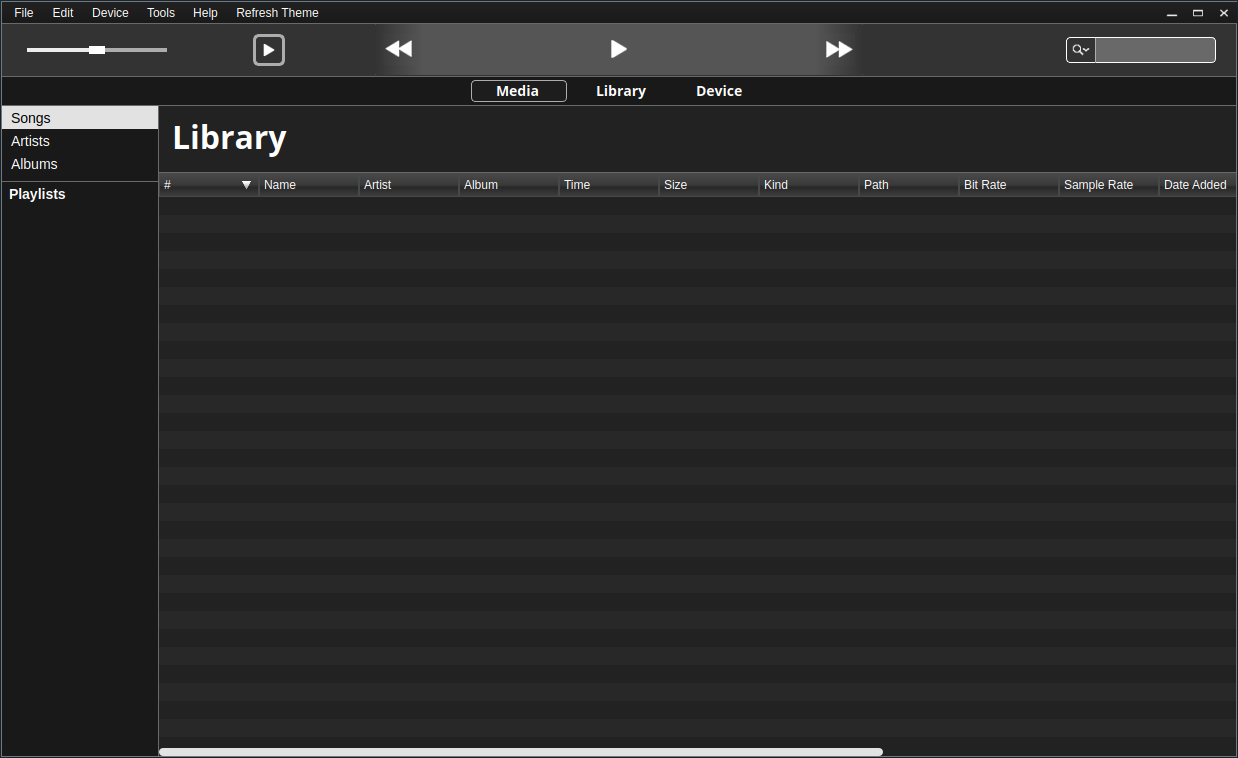 File Edit Device Tools Help Refresh Theme
Media Library Device
Songs
Artists
Albums
Playlists
Library
# Name Artist Album Time Size Kind Path Bit Rate Sample Rate Date Added